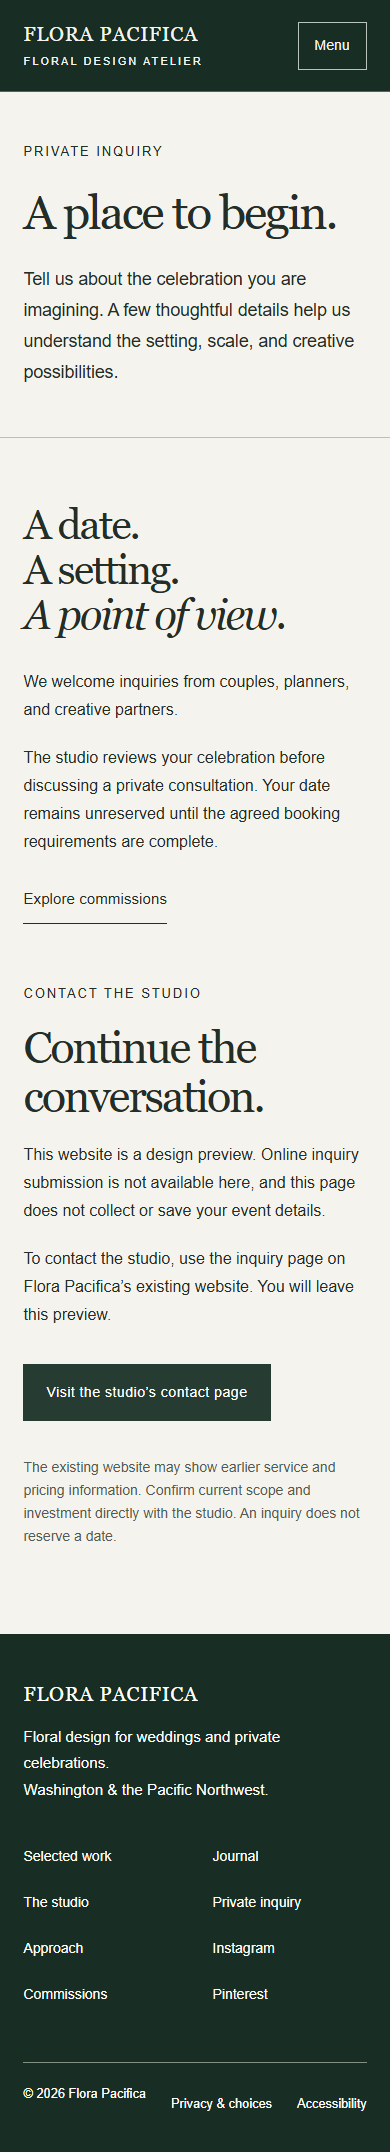 FLORA PACIFICA
FLORAL DESIGN ATELIER
Menu
PRIVATE INQUIRY
A place to begin.
Tell us about the celebration you are
imagining. A few thoughtful details help us
understand the setting, scale, and creative
possibilities.
A date.
A setting.
A point of view.
We welcome inquiries from couples, planners,
and creative partners.
The studio reviews your celebration before
discussing a private consultation. Your date
remains unreserved until the agreed booking
requirements are complete.
Explore commissions
CONTACT THE STUDIO
Continue the
conversation.
This website is a design preview. Online inquiry
submission is not available here, and this page
does not collect or save your event details.
To contact the studio, use the inquiry page on
Flora Pacifica’s existing website. You will leave
this preview.
Visit the studio’s contact page
The existing website may show earlier service and
pricing information. Confirm current scope and
investment directly with the studio. An inquiry does not
reserve a date.
FLORA PACIFICA
Floral design for weddings and private
celebrations.
Washington & the Pacific Northwest.
Selected work
Journal
The studio
Private inquiry
Approach
Instagram
Commissions
Pinterest
© 2026 Flora Pacifica
Privacy & choices
Accessibility